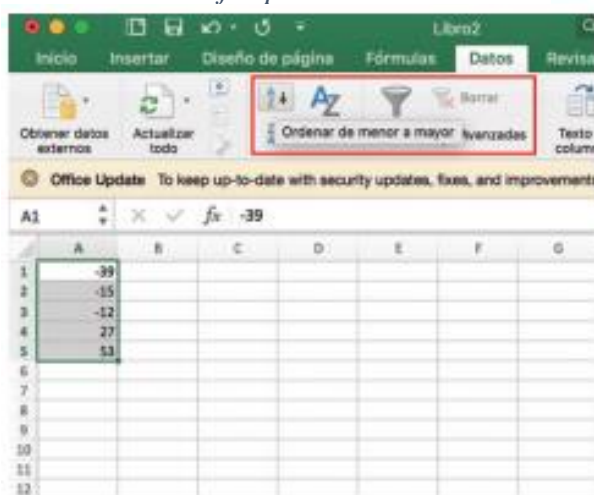 Libro2
Inicio Insertar Diseño de página Fórmulas Datos Revisa
Obtener datos externos Actualizar todo Ordenar de menor a mayor Borrar Avanzadas Texto colum
Office Update To keep up-to-date with security updates, fixes, and improvements
A1 fx -39
A B C D E F G
1 -39
2 -15
3 -12
4 27
5 53
6
7
8
9
10
11
12